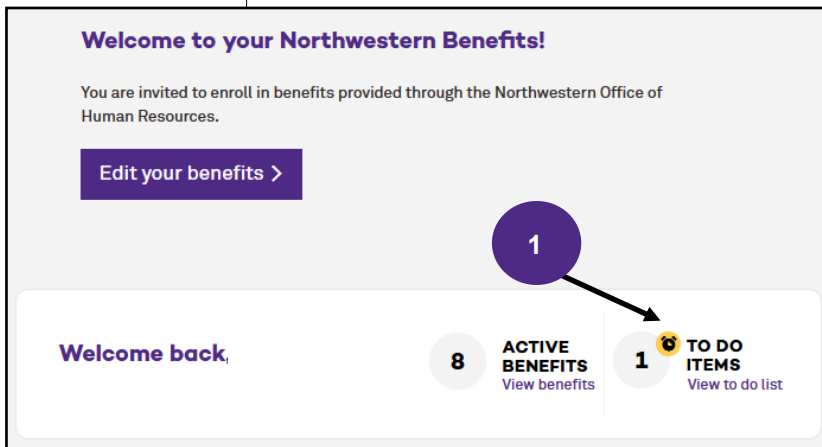 Welcome to your Northwestern Benefits!
You are invited to enroll in benefits provided through the Northwestern Office of
Human Resources.
Edit your benefits >
1
Welcome back,
8
ACTIVE
BENEFITS
View benefits
1
TO DO
ITEMS
View to do list